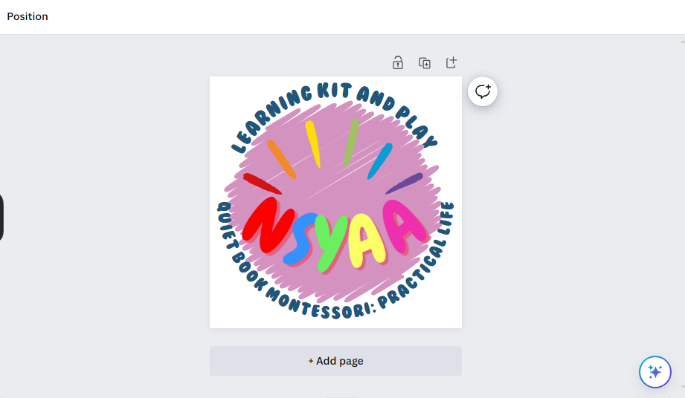 Position
LEARNING KIT AND PLAY
NSYAA
QUIET BOOK MONTESSORI: PRACTICAL LIFE
+ Add page